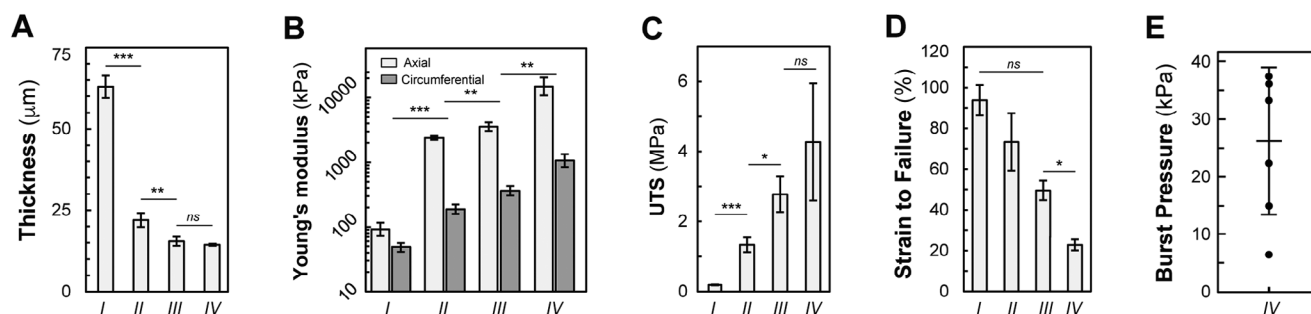 A
Thickness (μm)
75
50
25
0
***
**
ns
I II III IV
B
Young's modulus (kPa)
10000
1000
100
10
Axial
Circumferential
***
**
**
I II III IV
C
UTS (MPa)
6
4
2
0
***
*
ns
I II III IV
D
Strain to Failure (%)
120
100
80
60
40
20
0
ns
*
I II III IV
E
Burst Pressure (kPa)
40
30
20
10
0
IV